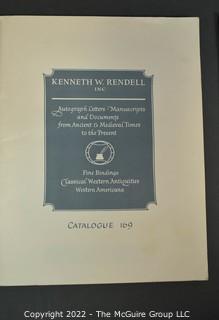 KENNETH W. RENDELL
INC
Autograph Letters · Manuscripts
and Documents
from Ancient & Medieval Times
to the Present
Fine Bindings
Classical Western Antiquities
Western Americana
CATALOGUE 169
Copyright 2022 - The McGuire Group LLC